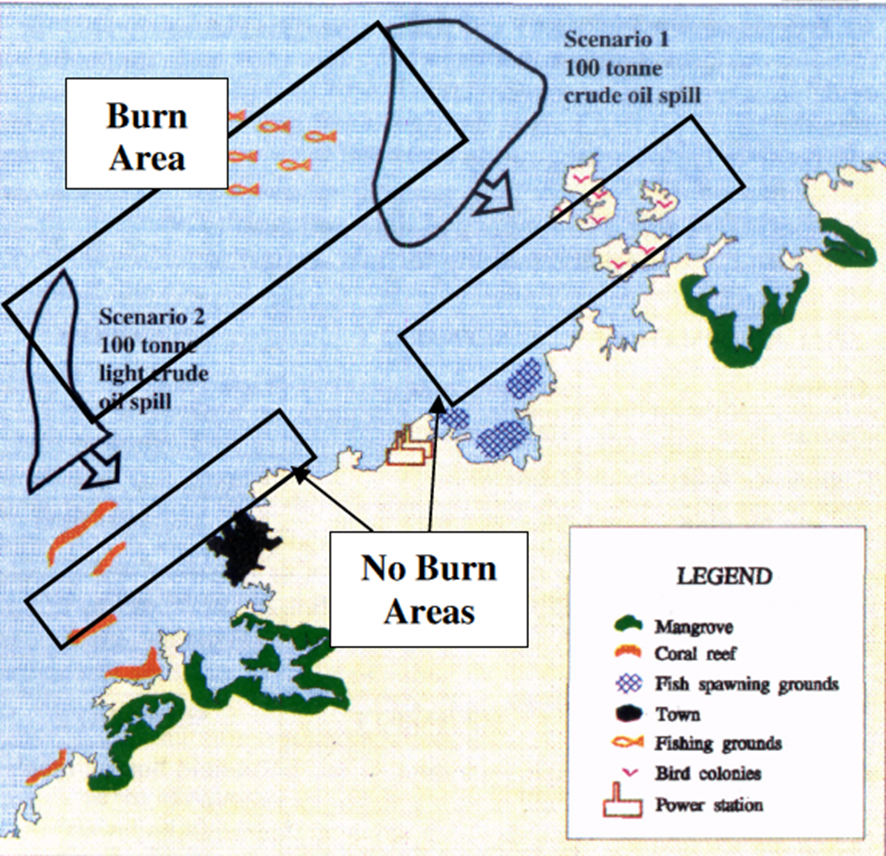 Scenario 1
100 tonne
crude oil spill
Burn
Area
Scenario 2
100 tonne
light crude
oil spill
No Burn
Areas
LEGEND
Mangrove
Coral reef
Fish spawning grounds
Town
Fishing grounds
Bird colonies
Power station